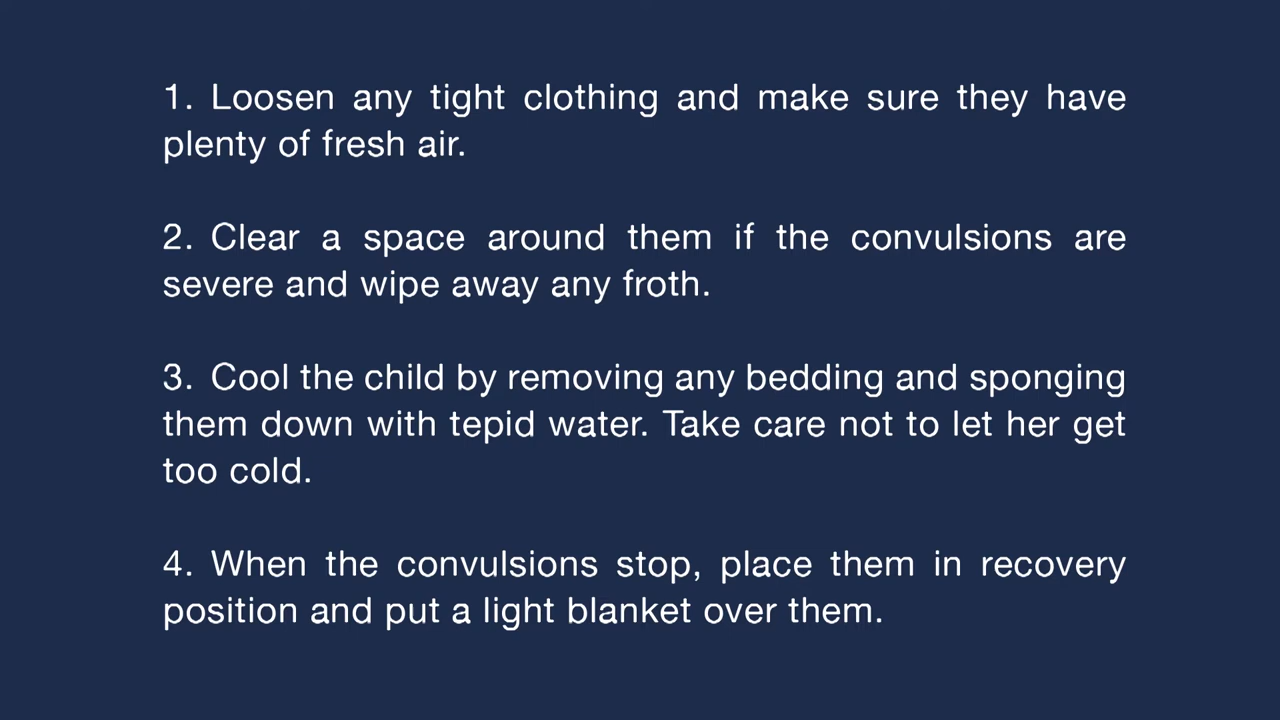 1. Loosen any tight clothing and make sure they have
plenty of fresh air.
2. Clear a space around them if the convulsions are
severe and wipe away any froth.
3. Cool the child by removing any bedding and sponging
them down with tepid water. Take care not to let her get
too cold.
4. When the convulsions stop, place them in recovery
position and put a light blanket over them.